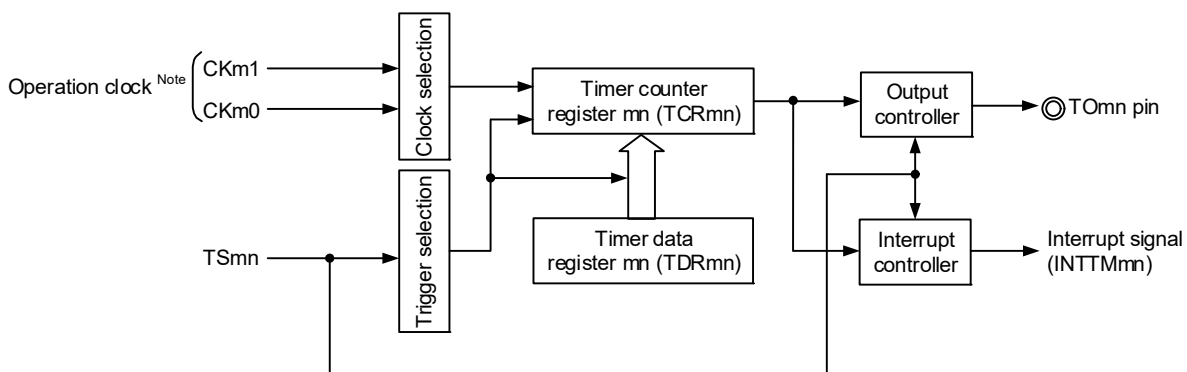 Operation clock Note
CKm1
CKm0
Clock selection
Timer counter
register mn (TCRmn)
Output
controller
TOmn pin
TSmn
Trigger selection
Timer data
register mn (TDRmn)
Interrupt
controller
Interrupt signal
(INTTMmn)